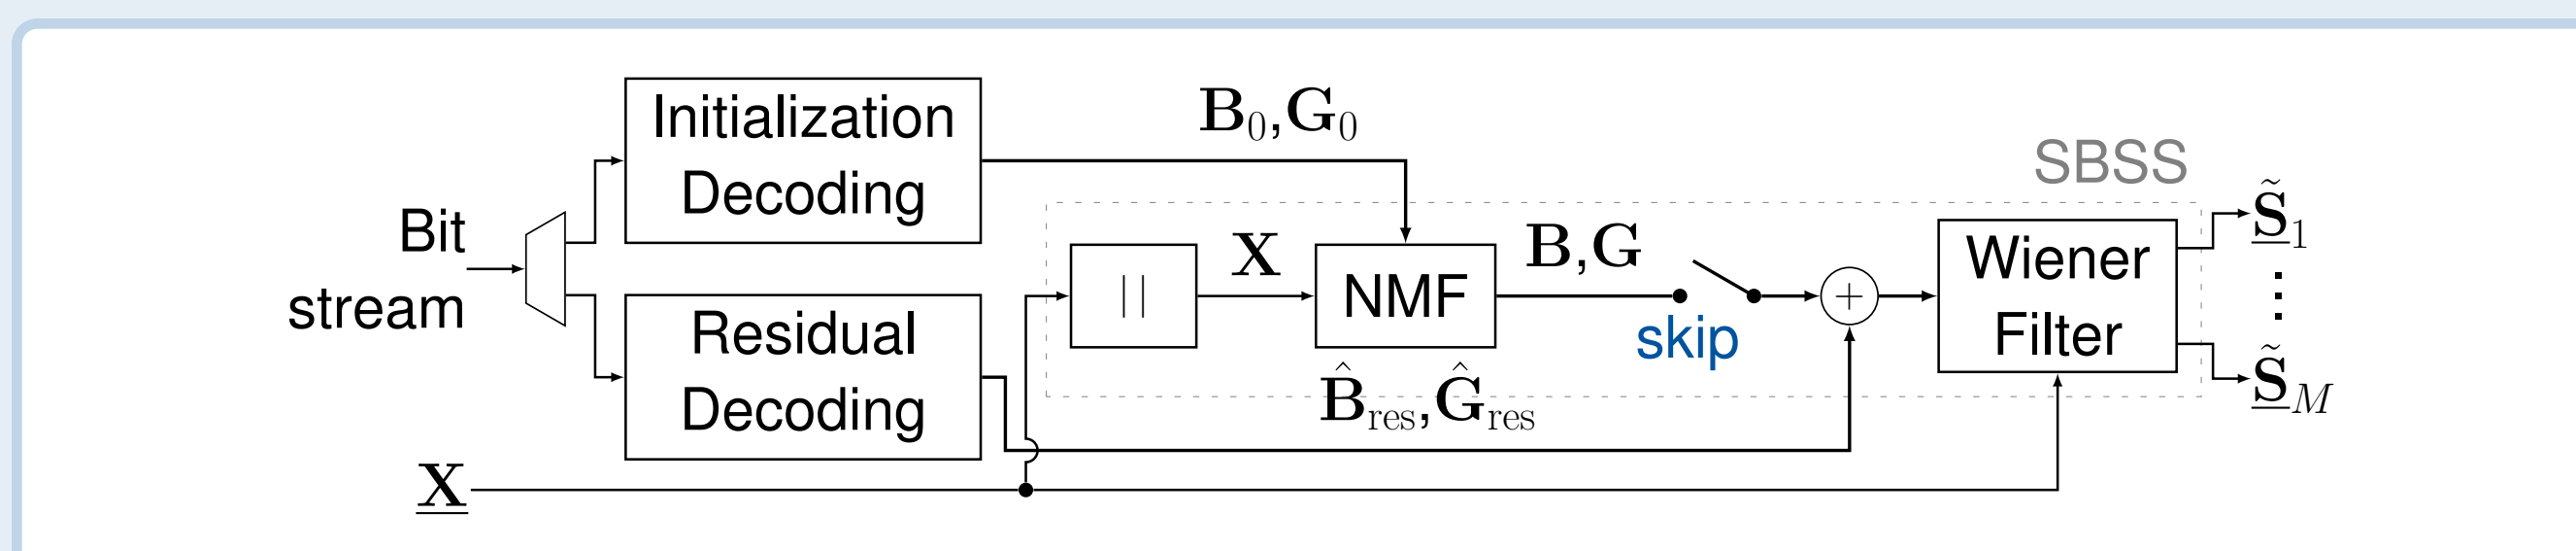 Bit
stream
Initialization
Decoding
Residual
Decoding
B₀,G₀
SBSS
||
X
NMF
B,G
skip
+
Wiener
Filter
B̂res,Ĝres
X̲
S̲̃₁
⋮
S̲̃M